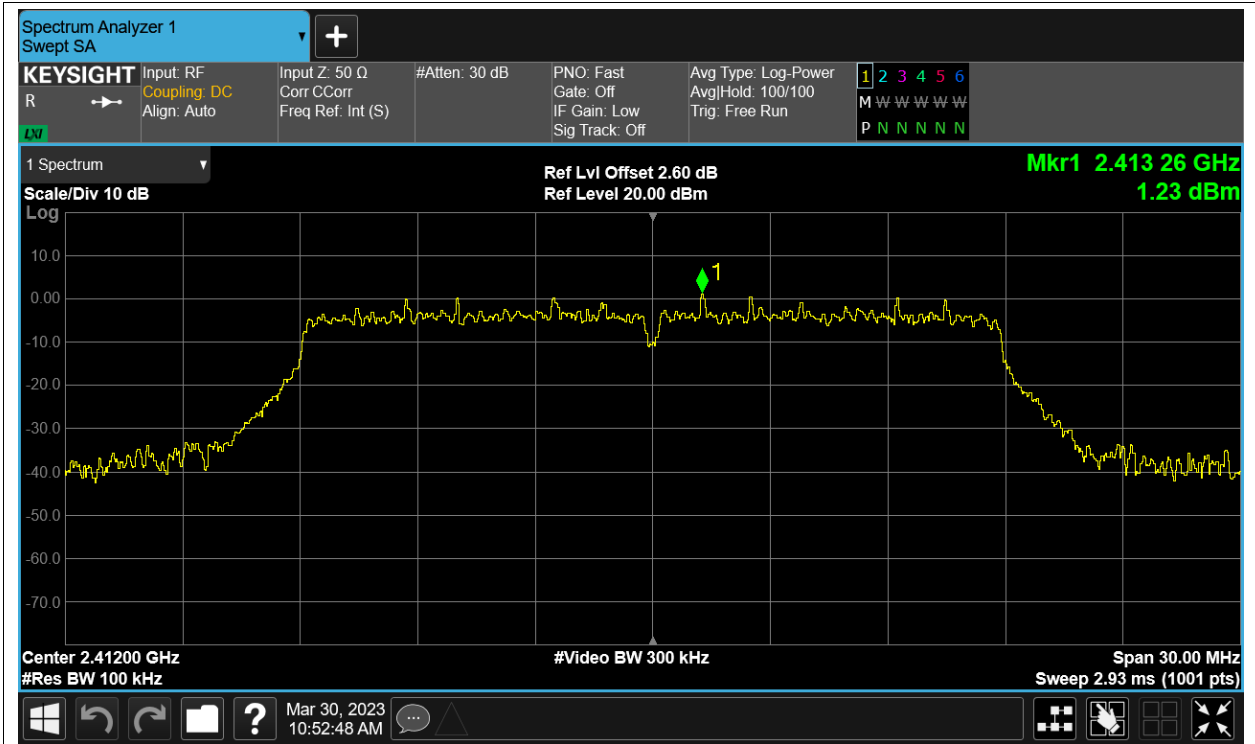 Spectrum Analyzer 1
Swept SA
KEYSIGHT
R
LXI
Input: RF
Coupling: DC
Align: Auto
Input Z: 50 Ω
Corr CCorr
Freq Ref: Int (S)
#Atten: 30 dB
PNO: Fast
Gate: Off
IF Gain: Low
Sig Track: Off
Avg Type: Log-Power
Avg|Hold: 100/100
Trig: Free Run
1 2 3 4 5 6
M W W W W W
P N N N N N
1 Spectrum
Scale/Div 10 dB
Ref Lvl Offset 2.60 dB
Ref Level 20.00 dBm
Mkr1 2.413 26 GHz
1.23 dBm
Log
10.0
1
0.00
-10.0
-20.0
-30.0
-40.0
-50.0
-60.0
-70.0
Center 2.41200 GHz
#Video BW 300 kHz
Span 30.00 MHz
#Res BW 100 kHz
Sweep 2.93 ms (1001 pts)
?
Mar 30, 2023
10:52:48 AM